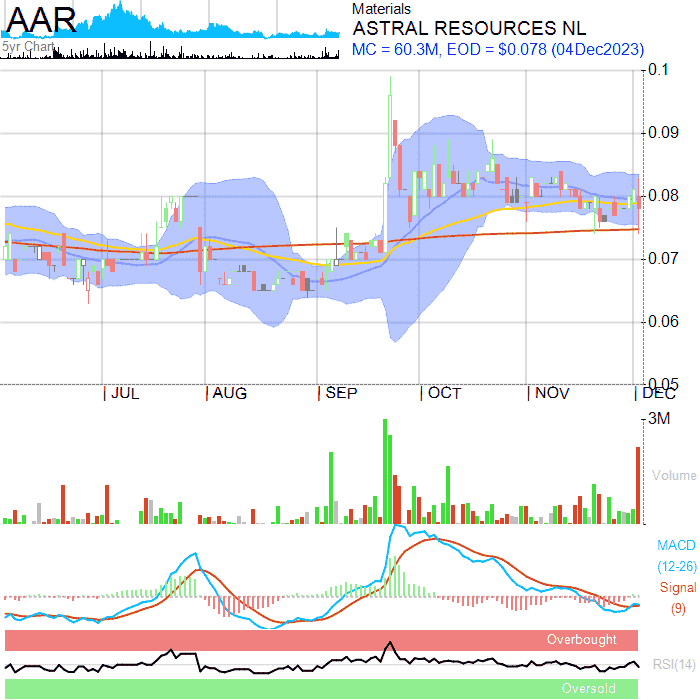 AAR
5yr Chart
Materials
ASTRAL RESOURCES NL
MC = 60.3M, EOD = $0.078 (04Dec2023)
0.1
0.09
0.08
0.07
0.06
0.05
JUL AUG SEP OCT NOV DEC
3M
Volume
MACD
(12-26)
Signal
(9)
Overbought
RSI(14)
Oversold